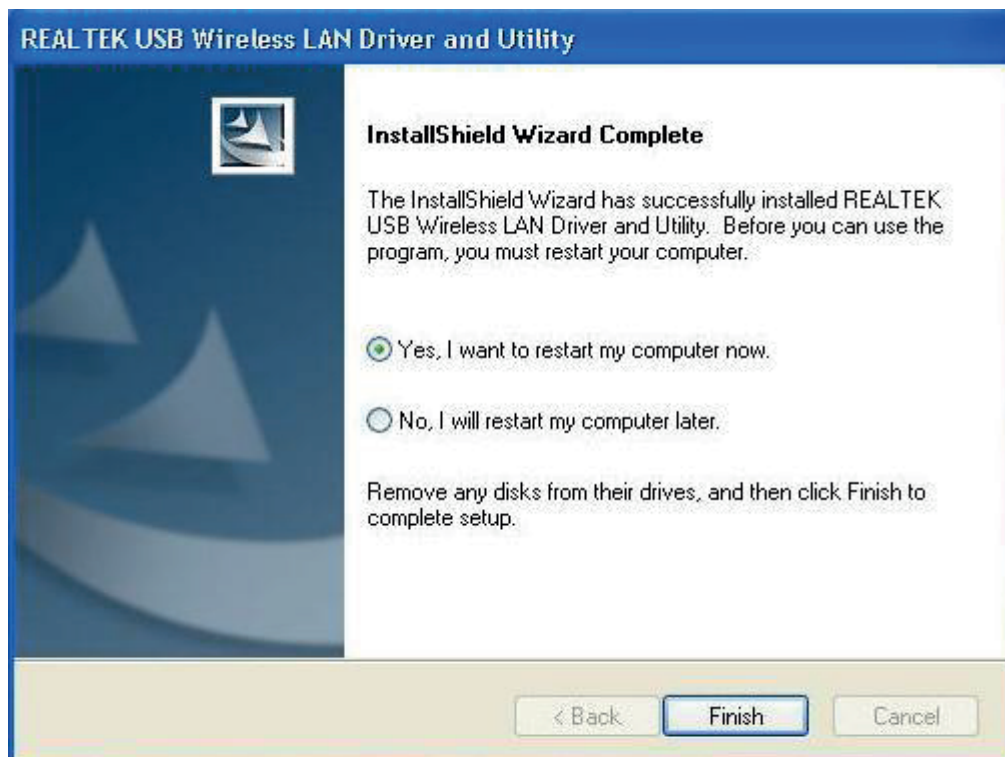 REALTEK USB Wireless LAN Driver and Utility
InstallShield Wizard Complete
The InstallShield Wizard has successfully installed REALTEK
USB Wireless LAN Driver and Utility.  Before you can use the
program, you must restart your computer.
Yes, I want to restart my computer now.
No, I will restart my computer later.
Remove any disks from their drives, and then click Finish to
complete setup.
< Back Finish Cancel